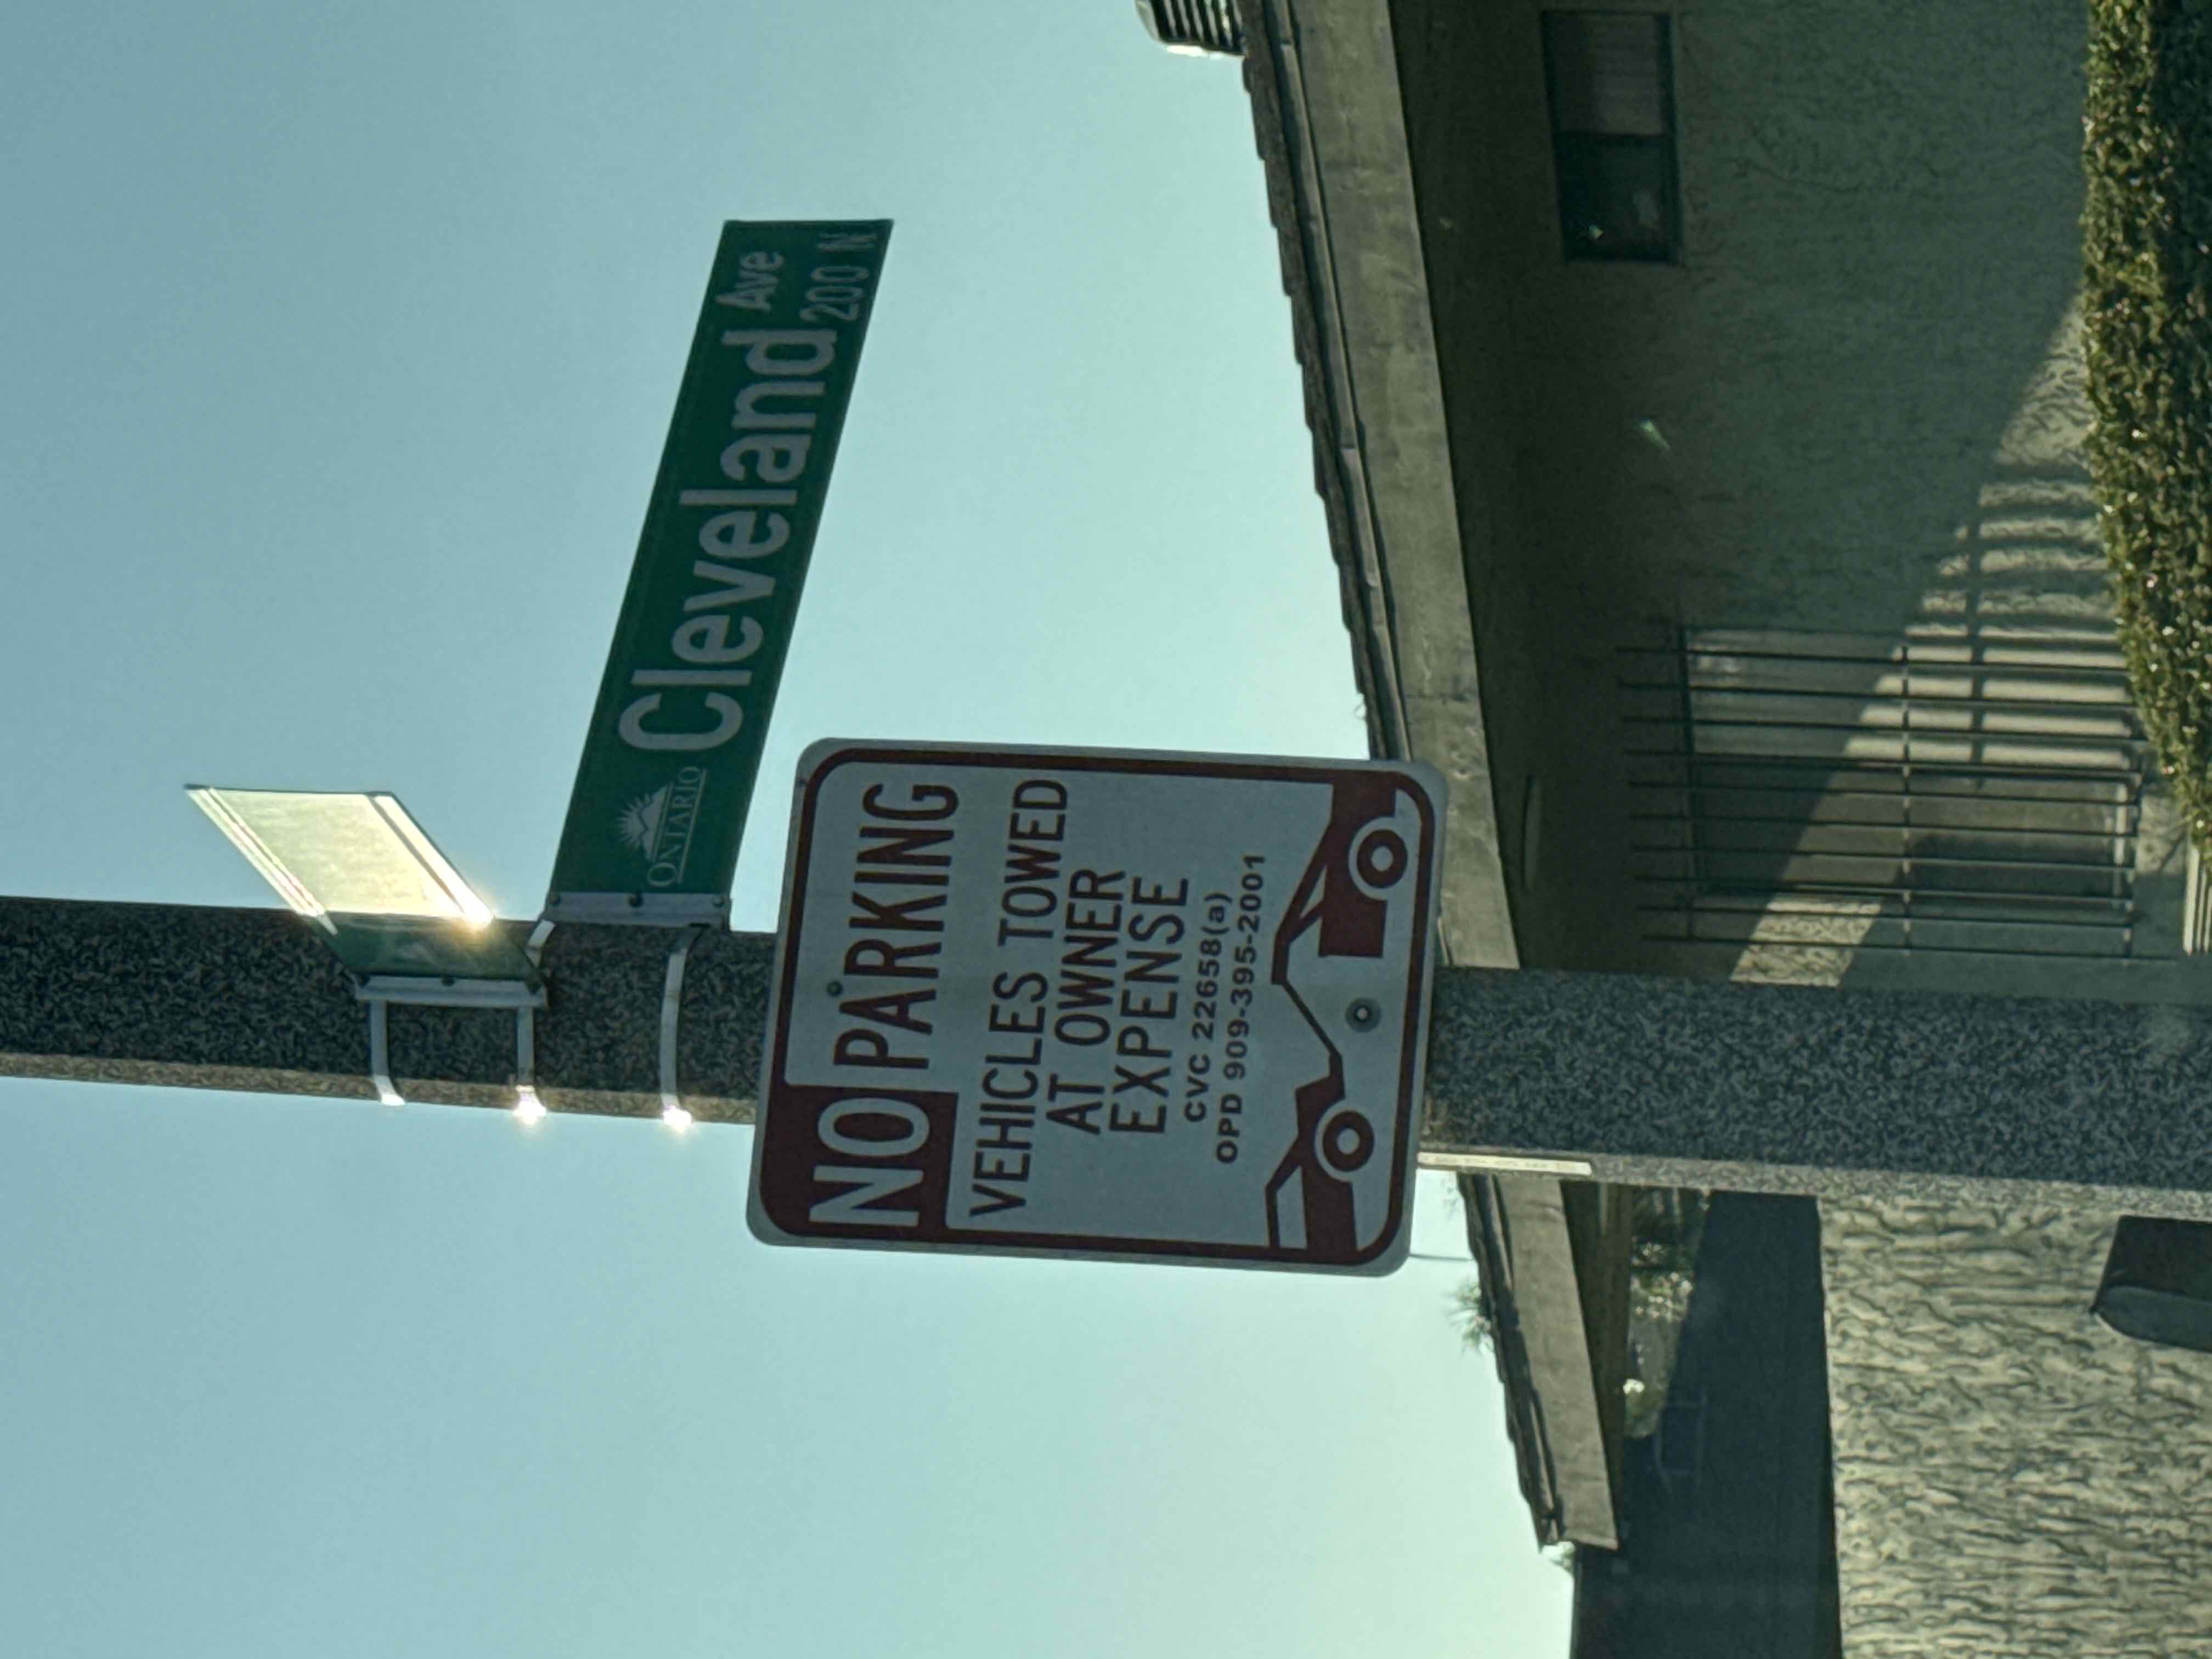 Cleveland Ave
200 N
ONTARIO
NO PARKING
VEHICLES TOWED
AT OWNER
EXPENSE
CVC 22658(a)
OPD 909-395-2001